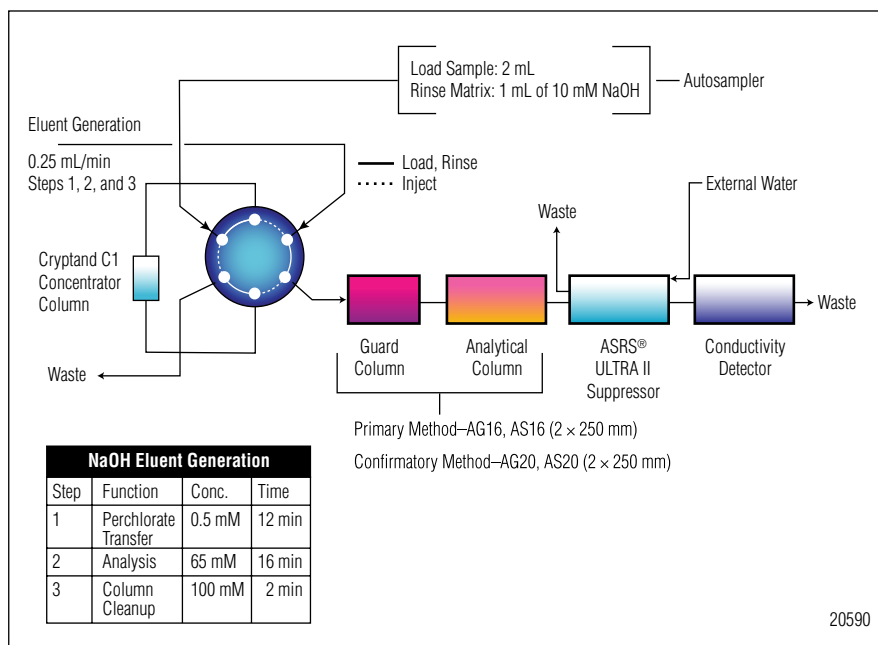 Load Sample: 2 mL
Rinse Matrix: 1 mL of 10 mM NaOH
Autosampler
Eluent Generation
0.25 mL/min
Steps 1, 2, and 3
Load, Rinse
Inject
External Water
Waste
Cryptand C1
Concentrator
Column
Waste
Waste
Guard
Column
Analytical
Column
ASRS®
ULTRA II
Suppressor
Conductivity
Detector
Primary Method–AG16, AS16 (2 × 250 mm)
Confirmatory Method–AG20, AS20 (2 × 250 mm)
NaOH Eluent Generation
Step Function Conc. Time
1 Perchlorate 0.5 mM 12 min
Transfer
2 Analysis 65 mM 16 min
3 Column 100 mM 2 min
Cleanup
20590